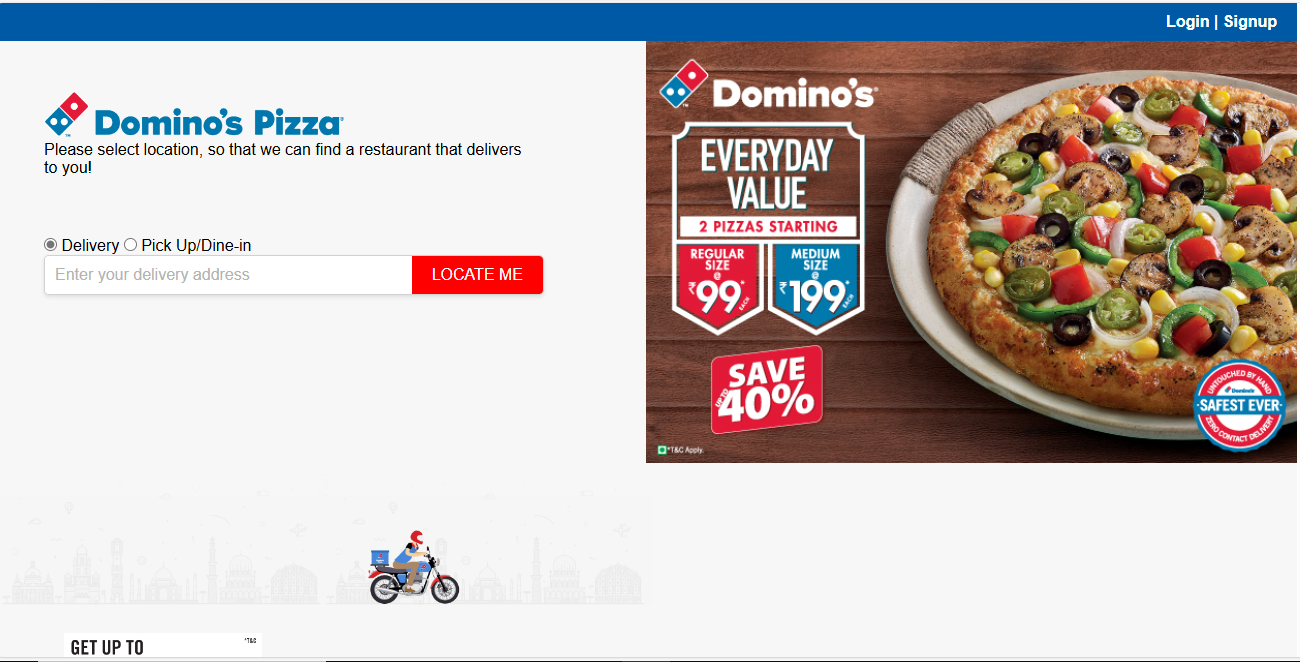 Login | Signup
Domino's Pizza
Please select location, so that we can find a restaurant that delivers
to you!
Delivery Pick Up/Dine-in
Enter your delivery address
LOCATE ME
Domino's
EVERYDAY
VALUE
2 PIZZAS STARTING
REGULAR
SIZE
@
₹99*
EACH
MEDIUM
SIZE
@
₹199*
EACH
SAVE
UPTO
40%
*T&C Apply.
UNTOUCHED BY HAND
Domino's
SAFEST EVER
ZERO CONTACT DELIVERY
GET UP TO
*T&C